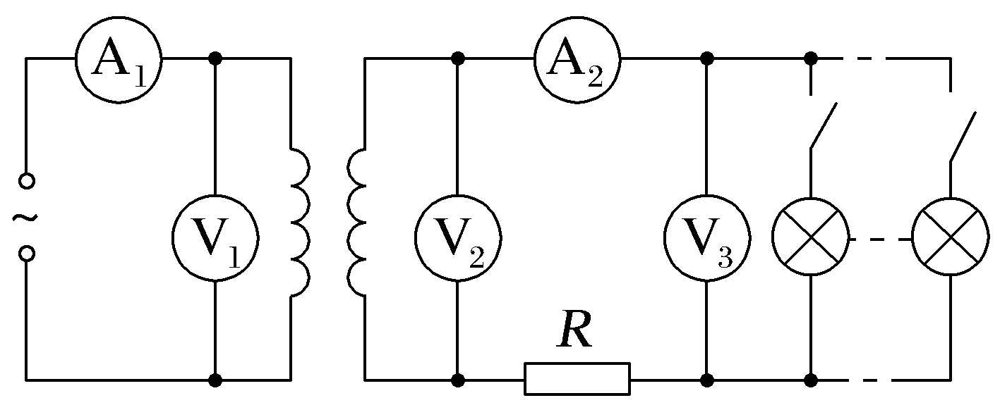 A₁
A₂
~
V₁
V₂
V₃
R